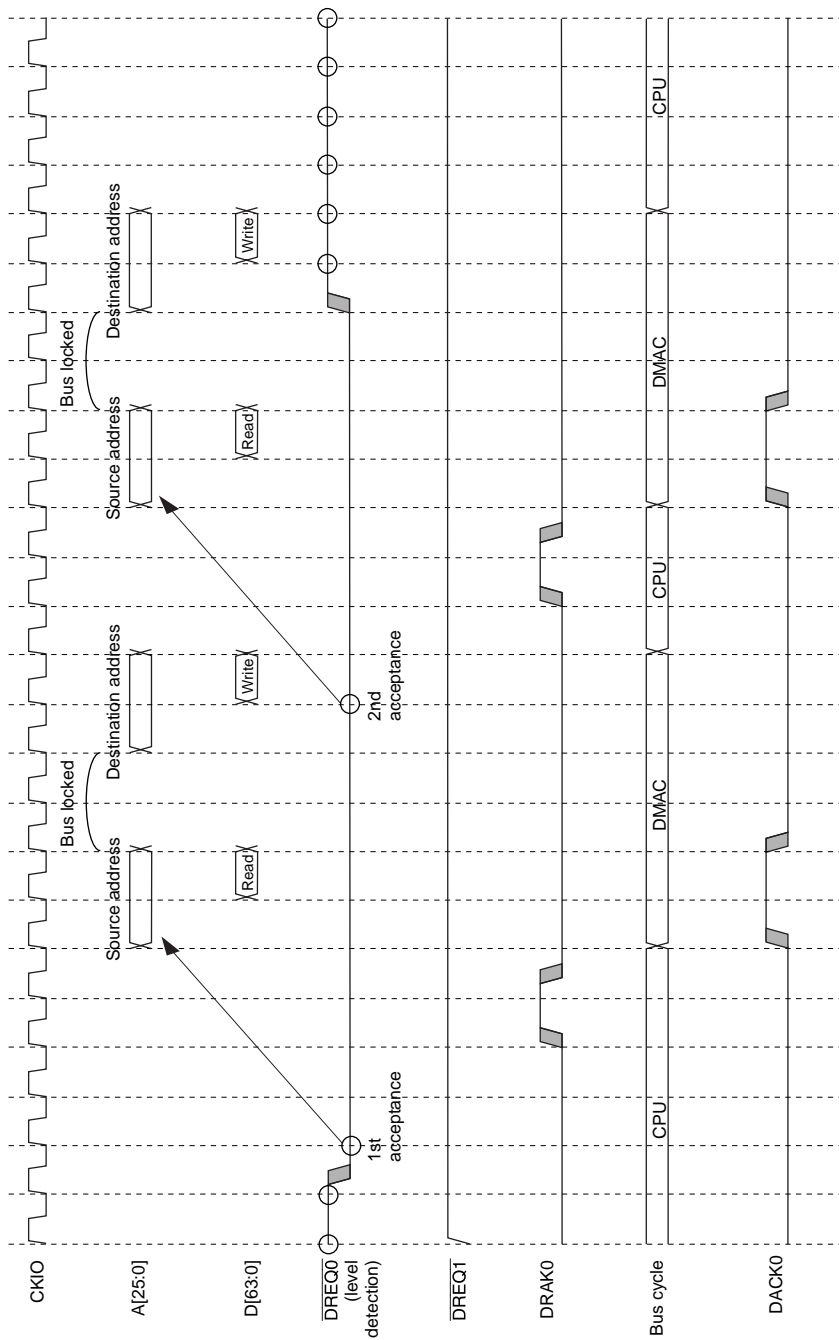 CKIO
Bus locked
Bus locked
Source address
Destination address
Source address
Destination address
A[25:0]
D[63:0]
Read
Write
Read
Write
DREQ0
(level
detection)
1st
acceptance
2nd
acceptance
DREQ1
DRAK0
Bus cycle
CPU
DMAC
CPU
DMAC
CPU
DACK0